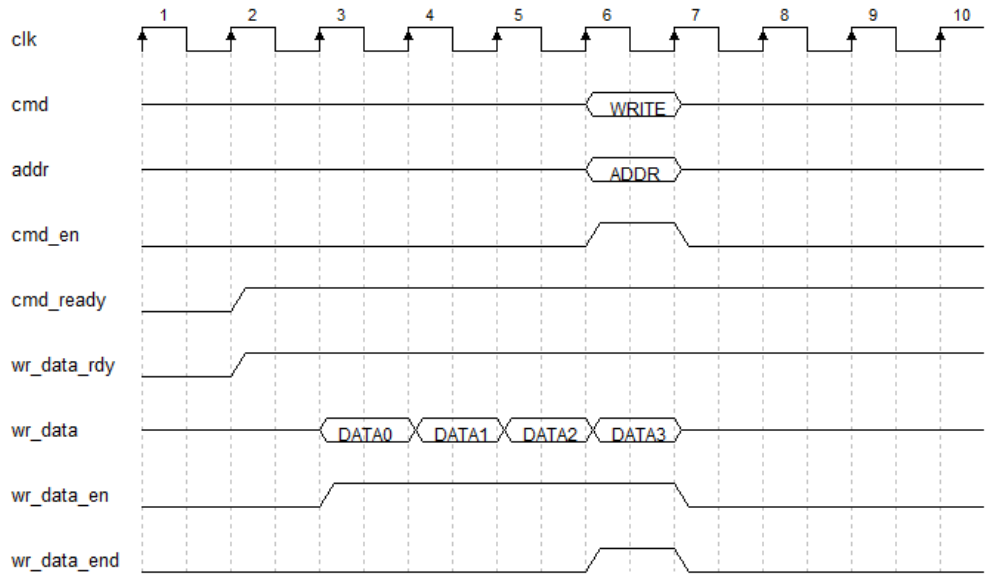 1 2 3 4 5 6 7 8 9 10
clk
cmd WRITE
addr ADDR
cmd_en
cmd_ready
wr_data_rdy
wr_data DATA0 DATA1 DATA2 DATA3
wr_data_en
wr_data_end